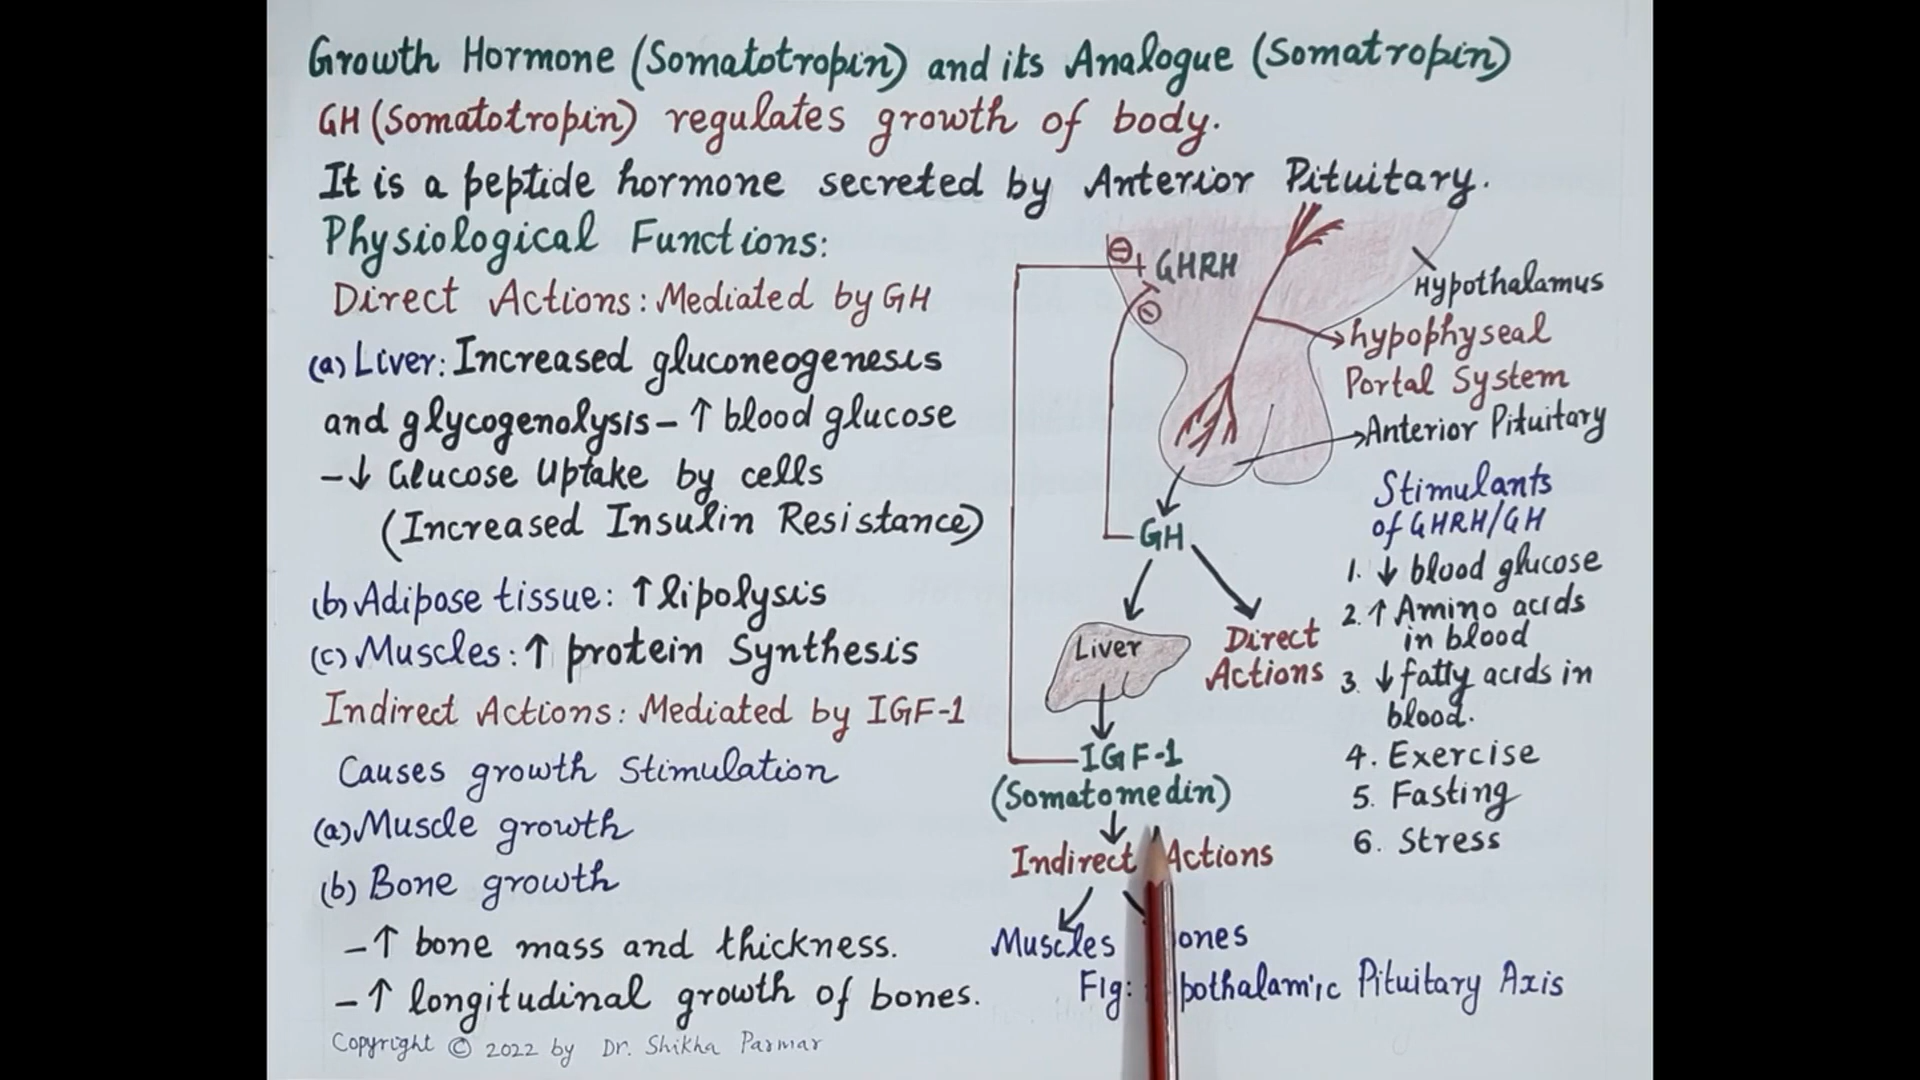 Growth Hormone (Somatotropin) and its Analogue (Somatropin)
GH (Somatotropin) regulates growth of body.
It is a peptide hormone secreted by Anterior Pituitary.
Physiological Functions:
Direct Actions: Mediated by GH
(a) Liver: Increased gluconeogenesis
and glycogenolysis - ↑ blood glucose
- ↓ Glucose Uptake by cells
(Increased Insulin Resistance)
(b) Adipose tissue: ↑ lipolysis
(c) Muscles: ↑ protein Synthesis
Indirect Actions: Mediated by IGF-1
Causes growth Stimulation
(a) Muscle growth
(b) Bone growth
- ↑ bone mass and thickness.
- ↑ longitudinal growth of bones.
Copyright © 2022 by Dr. Shikha Parmar
⊖
GHRH
⊖
Hypothalamus
hypophyseal
Portal System
Anterior Pituitary
GH
Liver
Direct
Actions
IGF-1
(Somatomedin)
Indirect Actions
Muscles
Fig: Pituitary Axis
Stimulants
of GHRH/GH
1. ↓ blood glucose
2. ↑ Amino acids
in blood
3. ↓ fatty acids in
blood.
4. Exercise
5. Fasting
6. Stress